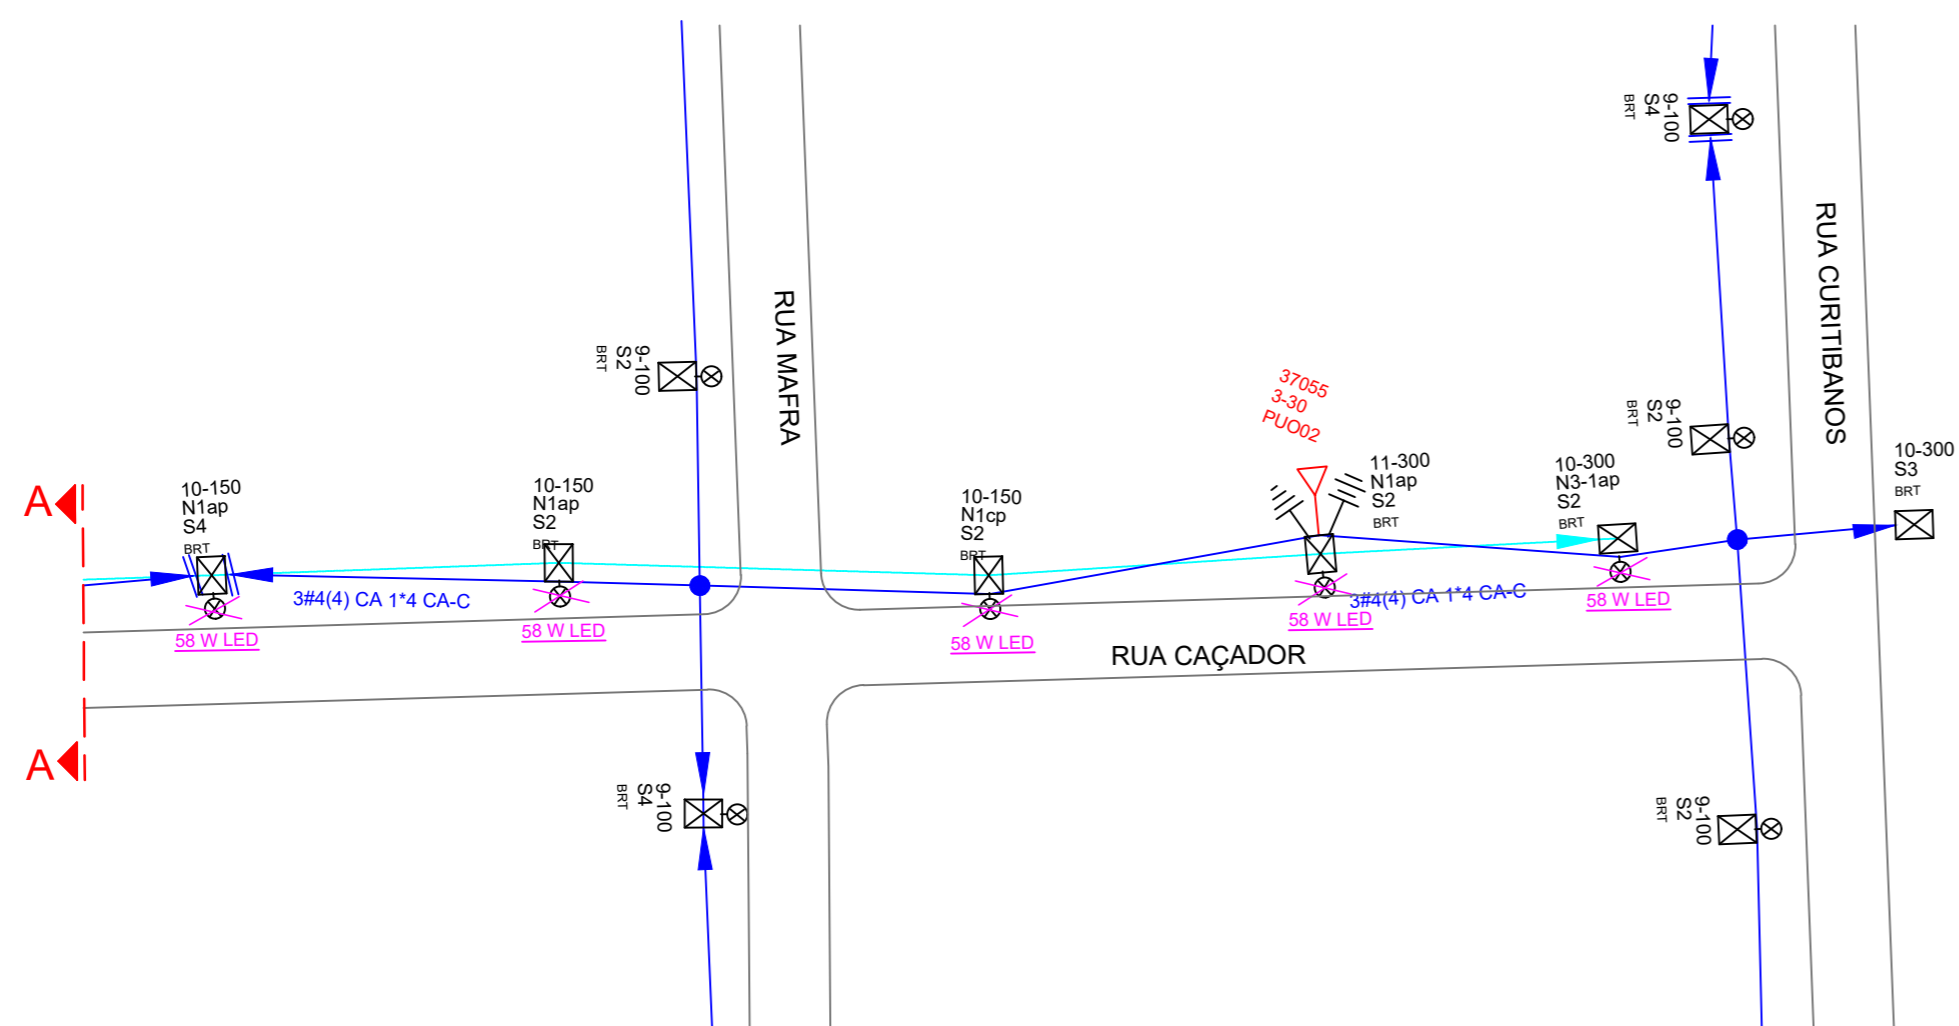 9-100
S4
BRT
RUA CURITIBANOS
RUA MAFRA
9-100
S2
BRT
37055
3-30
PUO02
9-100
S2
BRT
10-300
S3
BRT
11-300
N1ap
S2
BRT
10-300
N3-1ap
S2
BRT
A
10-150
N1ap
S4
BRT
10-150
N1ap
S2
BRT
10-150
N1cp
S2
BRT
3#4(4) CA 1*4 CA-C
3#4(4) CA 1*4 CA-C
58 W LED
58 W LED
58 W LED
58 W LED
58 W LED
RUA CAÇADOR
A
9-100
S4
BRT
9-100
S2
BRT